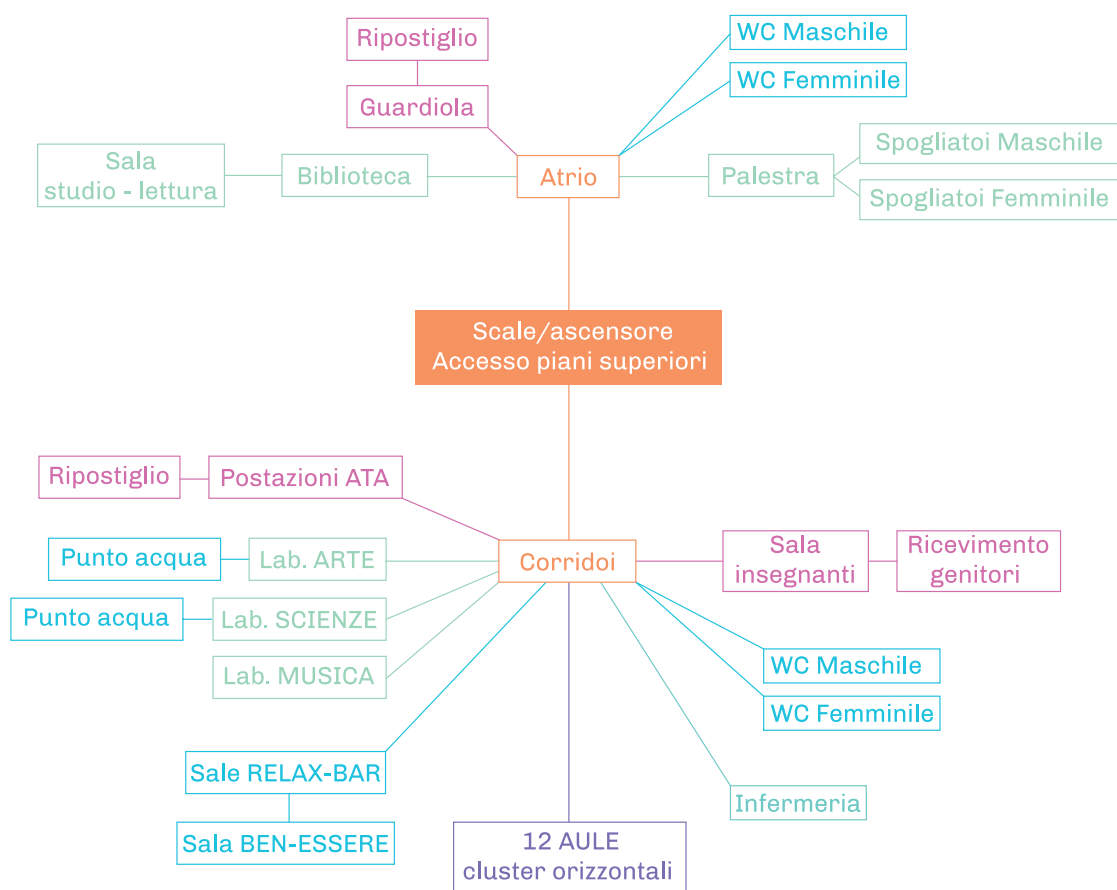 Ripostiglio
WC Maschile
WC Femminile
Guardiola
Sala
studio - lettura
Biblioteca
Atrio
Palestra
Spogliatoi Maschile
Spogliatoi Femminile
Scale/ascensore
Accesso piani superiori
Ripostiglio
Postazioni ATA
Punto acqua
Lab. ARTE
Corridoi
Sala
insegnanti
Ricevimento
genitori
Punto acqua
Lab. SCIENZE
Lab. MUSICA
WC Maschile
WC Femminile
Sale RELAX-BAR
Infermeria
Sala BEN-ESSERE
12 AULE
cluster orizzontali